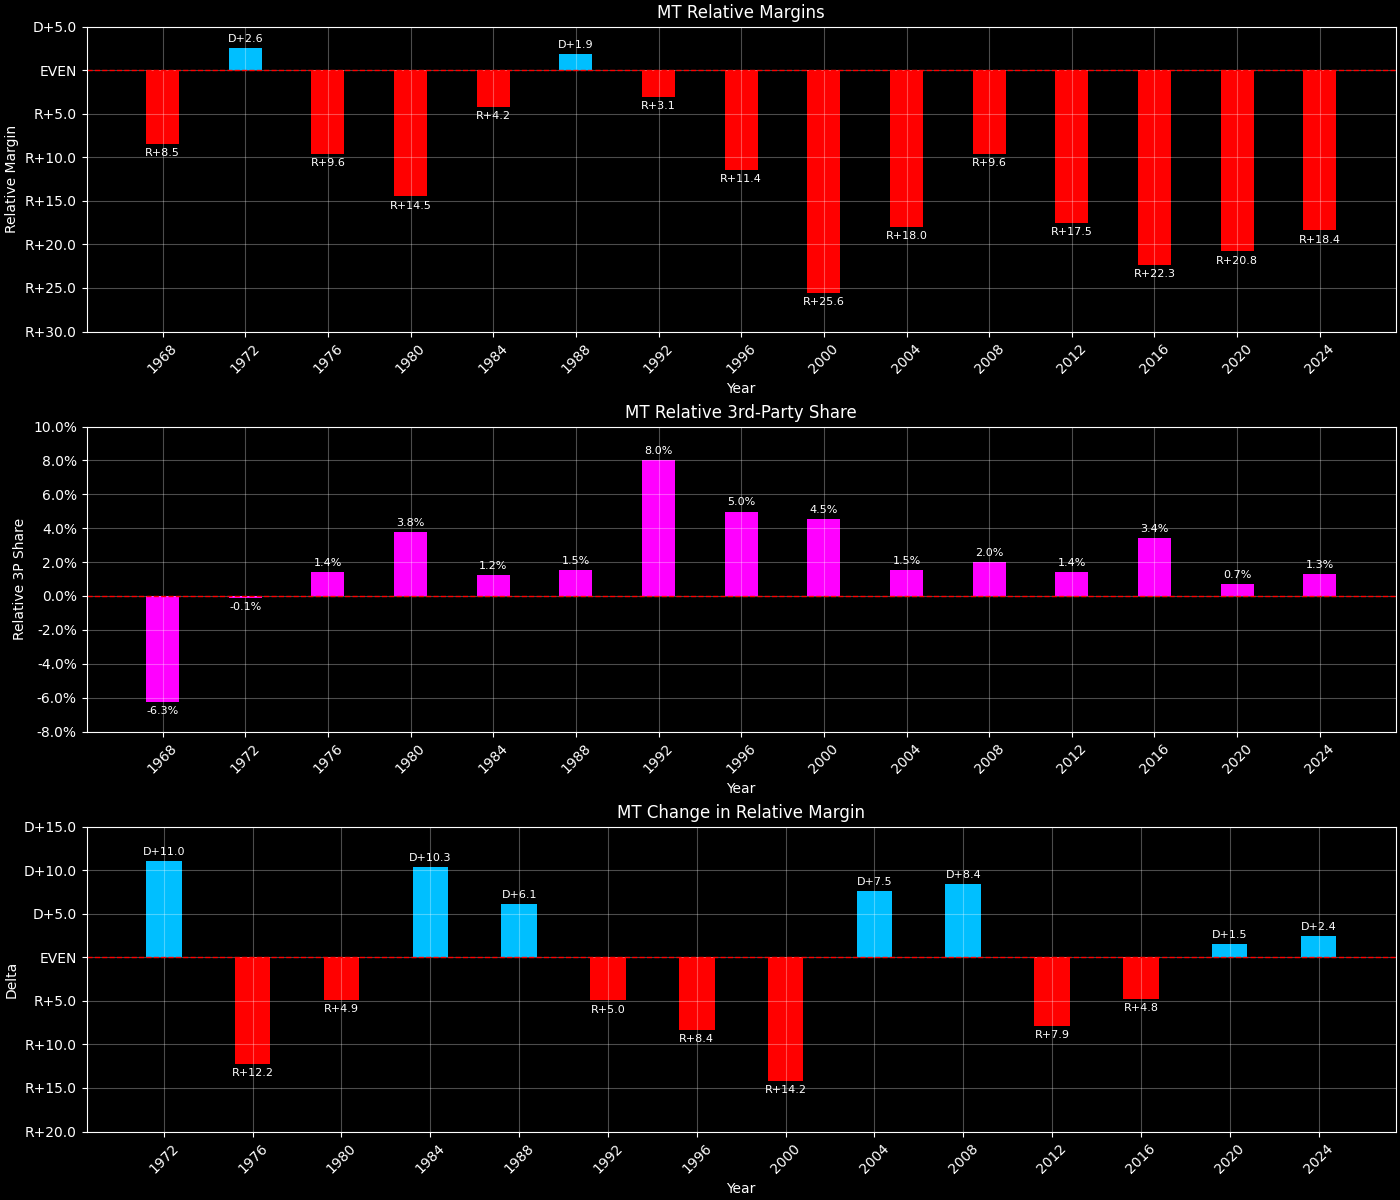 MT Relative Margins
D+5.0
EVEN
R+5.0
R+10.0
R+15.0
R+20.0
R+25.0
R+30.0
Relative Margin
R+8.5
D+2.6
R+9.6
R+14.5
R+4.2
D+1.9
R+3.1
R+11.4
R+25.6
R+18.0
R+9.6
R+17.5
R+22.3
R+20.8
R+18.4
1968 1972 1976 1980 1984 1988 1992 1996 2000 2004 2008 2012 2016 2020 2024
Year
MT Relative 3rd-Party Share
10.0%
8.0%
6.0%
4.0%
2.0%
0.0%
-2.0%
-4.0%
-6.0%
-8.0%
Relative 3P Share
-6.3%
-0.1%
1.4%
3.8%
1.2%
1.5%
8.0%
5.0%
4.5%
1.5%
2.0%
1.4%
3.4%
0.7%
1.3%
1968 1972 1976 1980 1984 1988 1992 1996 2000 2004 2008 2012 2016 2020 2024
Year
MT Change in Relative Margin
D+15.0
D+10.0
D+5.0
EVEN
R+5.0
R+10.0
R+15.0
R+20.0
Delta
D+11.0
R+12.2
R+4.9
D+10.3
D+6.1
R+5.0
R+8.4
R+14.2
D+7.5
D+8.4
R+7.9
R+4.8
D+1.5
D+2.4
1972 1976 1980 1984 1988 1992 1996 2000 2004 2008 2012 2016 2020 2024
Year